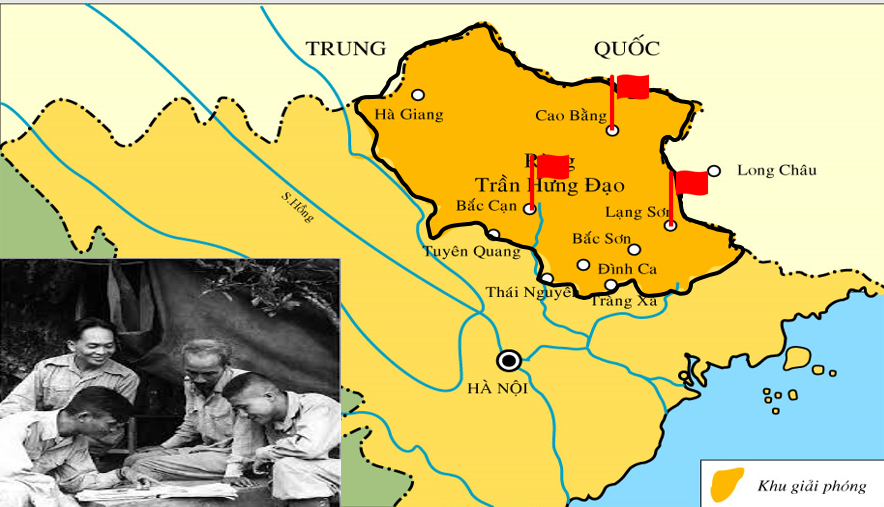 TRUNG QUỐC
Hà Giang
Cao Bằng
Long Châu
Trần Hưng Đạo
Bắc Cạn
Lạng Sơn
S.Hồng
Bắc Sơn
Tuyên Quang
Đình Ca
Thái Nguyên
Tràng Xá
HÀ NỘI
Khu giải phóng